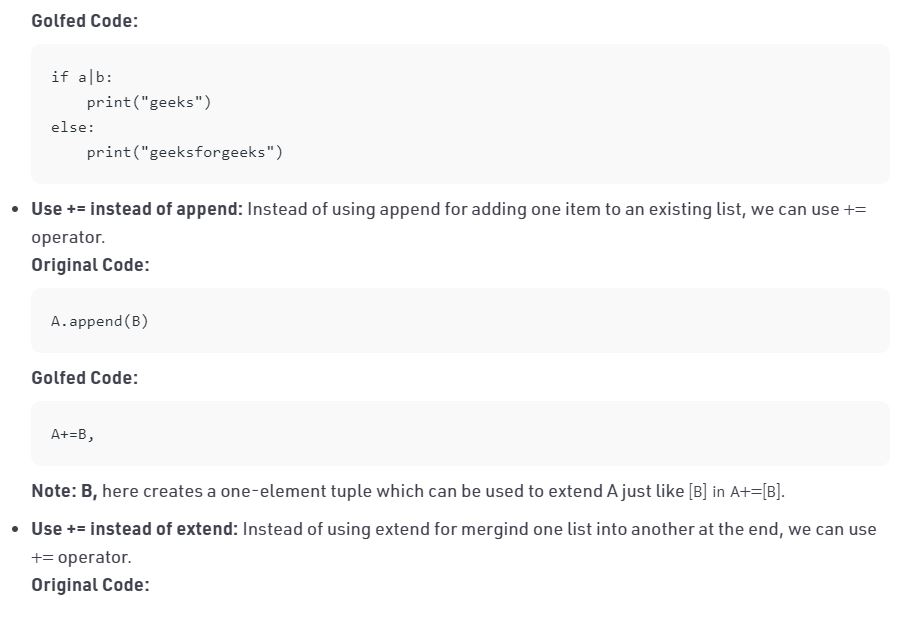 Golfed Code:
if a|b:
    print("geeks")
else:
    print("geeksforgeeks")
Use += instead of append: Instead of using append for adding one item to an existing list, we can use +=
operator.
Original Code:
A.append(B)
Golfed Code:
A+=B,
Note: B, here creates a one-element tuple which can be used to extend A just like [B] in A+=[B].
Use += instead of extend: Instead of using extend for mergind one list into another at the end, we can use
+= operator.
Original Code: